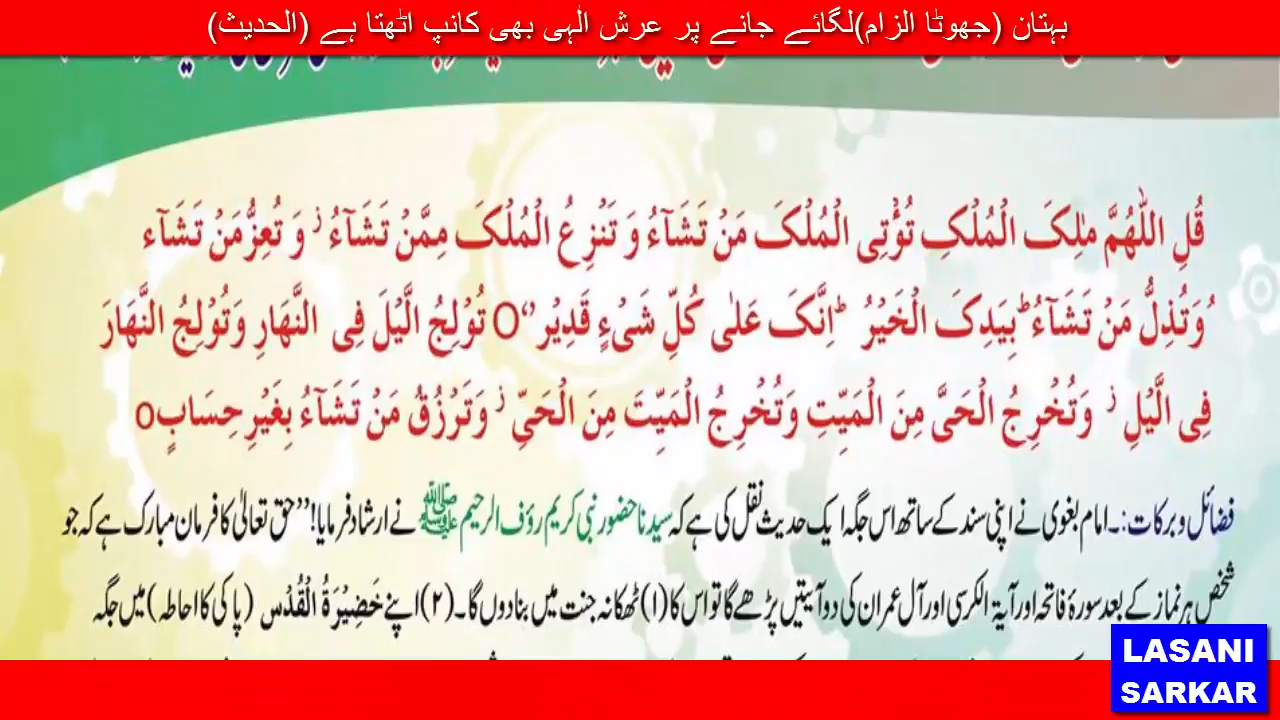 بہتان (جھوٹا الزام)لگائے جانے پر عرش الٰہی بھی کانپ اٹھتا ہے (الحدیث)
قُلِ اللّٰهُمَّ مٰلِکَ الْمُلْکِ تُؤْتِی الْمُلْکَ مَنْ تَشَآءُ وَ تَنْزِعُ الْمُلْکَ مِمَّنْ تَشَآءُ ز وَ تُعِزُّ مَنْ تَشَآء
ُ وَتُذِلُّ مَنْ تَشَآءُ ط بِیَدِکَ الْخَیْرُ ط اِنَّکَ عَلٰی کُلِّ شَیْءٍ قَدِیْر’‘O تُوْلِجُ الَّیْلَ فِی النَّهَارِ وَتُوْلِجُ النَّهَارَ
فِی الَّیْلِ ز وَتُخْرِجُ الْحَیَّ مِنَ الْمَیِّتِ وَتُخْرِجُ الْمَیِّتَ مِنَ الْحَیِّ ز وَتَرْزُقُ مَنْ تَشَآءُ بِغَیْرِ حِسَابٍO
فضائل و برکات:۔امام بغوی نے اپنی سند کے ساتھ اس جگہ ایک حدیث نقل کی ہے کہ سیدنا حضور نبی کریم رؤف الرحیم ﷺ نے ارشاد فرمایا!’’حق تعالٰی کا فرمان مبارک ہے کہ جو
شخص ہر نماز کے بعد سورۂ فاتحہ اور آیۃ الکرسی اور آل عمران کی دو آیتیں پڑھے گا تو اس کا (۱)ٹھکانہ جنت میں بنا دوں گا۔(۲)اپنے خَضِیْرَۃُ الْقُدُس (پاکی کا احاطہ) میں جگہ
LASANI
SARKAR